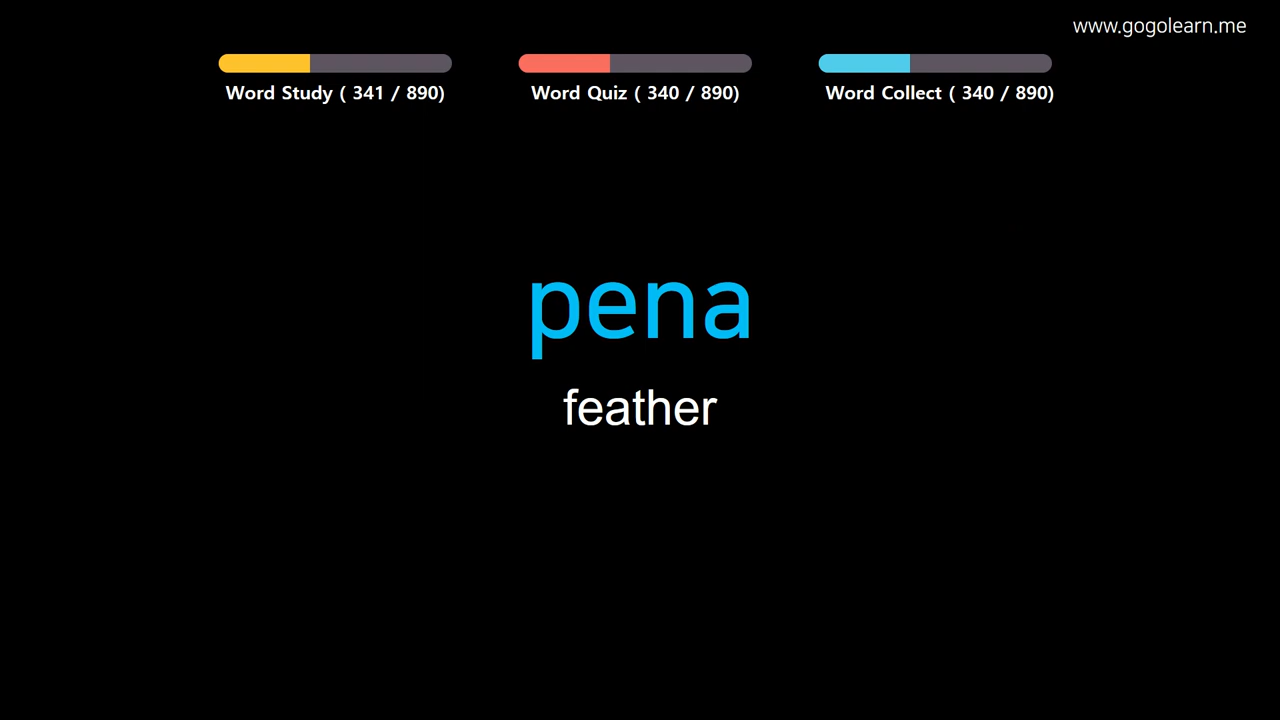 www.gogolearn.me
Word Study ( 341 / 890)
Word Quiz ( 340 / 890)
Word Collect ( 340 / 890)
pena
feather